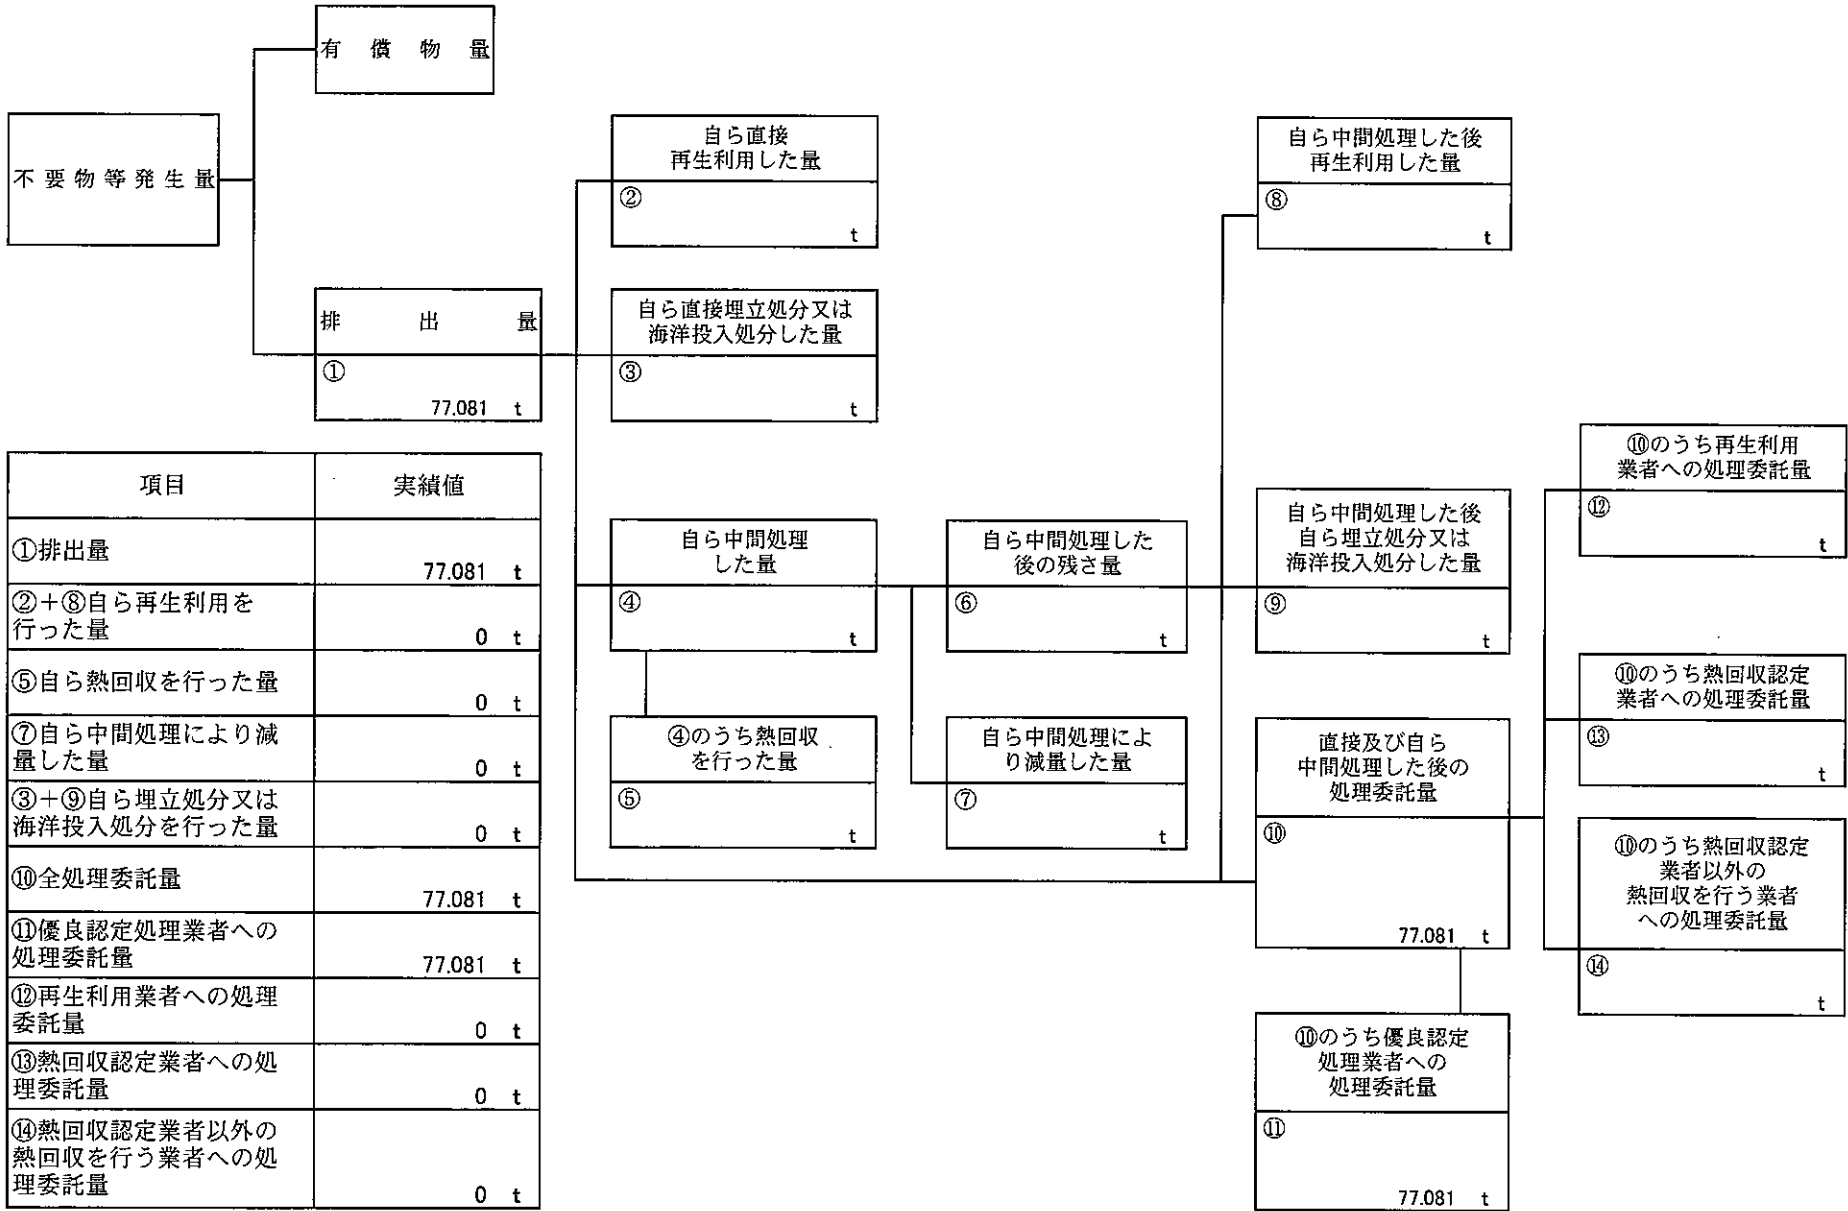 有償物量
不要物等発生量
排出量
①
77.081 t
自ら直接
再生利用した量
②
t
自ら直接埋立処分又は
海洋投入処分した量
③
t
自ら中間処理
した量
④
t
④のうち熱回収
を行った量
⑤
t
自ら中間処理した
後の残さ量
⑥
t
自ら中間処理によ
り減量した量
⑦
t
自ら中間処理した後
再生利用した量
⑧
t
自ら中間処理した後
自ら埋立処分又は
海洋投入処分した量
⑨
t
直接及び自ら
中間処理した後の
処理委託量
⑩
77.081 t
⑩のうち優良認定
処理業者への
処理委託量
⑪
77.081 t
⑩のうち再生利用
業者への処理委託量
⑫
t
⑩のうち熱回収認定
業者への処理委託量
⑬
t
⑩のうち熱回収認定
業者以外の
熱回収を行う業者
への処理委託量
⑭
t
項目 実績値
①排出量
77.081 t
②+⑧自ら再生利用を
行った量
0 t
⑤自ら熱回収を行った量
0 t
⑦自ら中間処理により減
量した量
0 t
③+⑨自ら埋立処分又は
海洋投入処分を行った量
0 t
⑩全処理委託量
77.081 t
⑪優良認定処理業者への
処理委託量
77.081 t
⑫再生利用業者への処理
委託量
0 t
⑬熱回収認定業者への処
理委託量
0 t
⑭熱回収認定業者以外の
熱回収を行う業者への処
理委託量
0 t